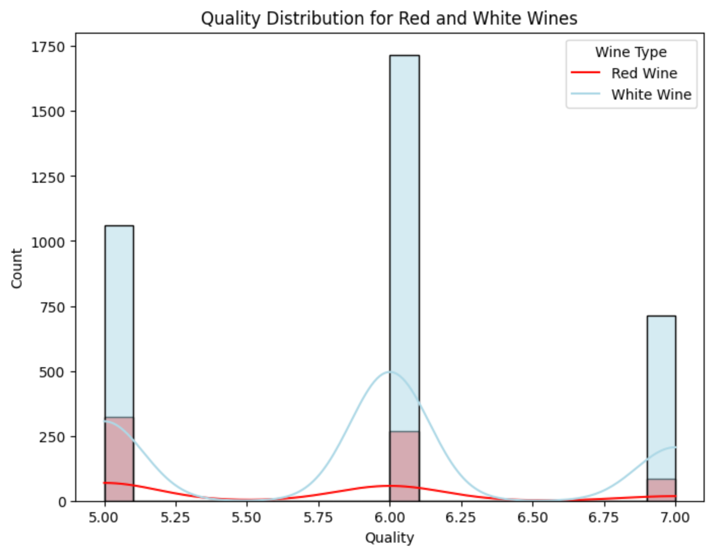 Quality Distribution for Red and White Wines
Wine Type
Red Wine
White Wine
1750
1500
1250
1000
750
500
250
0
Count
5.00 5.25 5.50 5.75 6.00 6.25 6.50 6.75 7.00
Quality